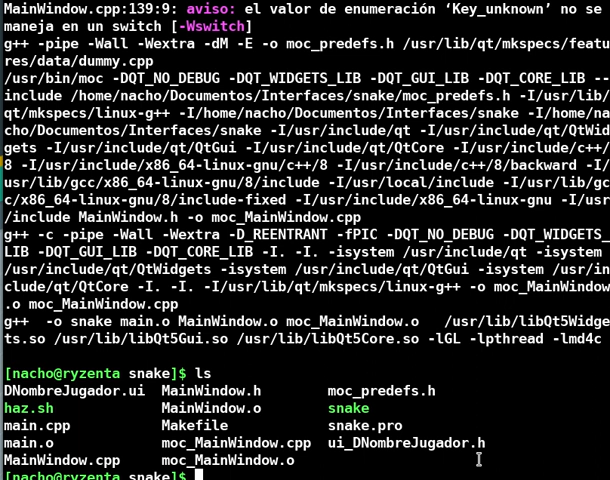 MainWindow.cpp:139:9: aviso: el valor de enumeración ‘Key_unknown’ no se
maneja en un switch [-Wswitch]
g++ -pipe -Wall -Wextra -dM -E -o moc_predefs.h /usr/lib/qt/mkspecs/featu
res/data/dummy.cpp
/usr/bin/moc -DQT_NO_DEBUG -DQT_WIDGETS_LIB -DQT_GUI_LIB -DQT_CORE_LIB --
include /home/nacho/Documentos/Interfaces/snake/moc_predefs.h -I/usr/lib/
qt/mkspecs/linux-g++ -I/home/nacho/Documentos/Interfaces/snake -I/home/na
cho/Documentos/Interfaces/snake -I/usr/include/qt -I/usr/include/qt/QtWid
gets -I/usr/include/qt/QtGui -I/usr/include/qt/QtCore -I/usr/include/c++/
8 -I/usr/include/x86_64-linux-gnu/c++/8 -I/usr/include/c++/8/backward -I/
usr/lib/gcc/x86_64-linux-gnu/8/include -I/usr/local/include -I/usr/lib/gc
c/x86_64-linux-gnu/8/include-fixed -I/usr/include/x86_64-linux-gnu -I/usr
/include MainWindow.h -o moc_MainWindow.cpp
g++ -c -pipe -Wall -Wextra -D_REENTRANT -fPIC -DQT_NO_DEBUG -DQT_WIDGETS_
LIB -DQT_GUI_LIB -DQT_CORE_LIB -I. -I. -isystem /usr/include/qt -isystem
/usr/include/qt/QtWidgets -isystem /usr/include/qt/QtGui -isystem /usr/in
clude/qt/QtCore -I. -I. -I/usr/lib/qt/mkspecs/linux-g++ -o moc_MainWindow
.o moc_MainWindow.cpp
g++ -o snake main.o MainWindow.o moc_MainWindow.o /usr/lib/libQt5Widge
ts.so /usr/lib/libQt5Gui.so /usr/lib/libQt5Core.so -lGL -lpthread -lmd4c
[nacho@ryzenta snake]$ ls
DNombreJugador.ui MainWindow.h moc_predefs.h
haz.sh MainWindow.o snake
main.cpp Makefile snake.pro
main.o moc_MainWindow.cpp ui_DNombreJugador.h
MainWindow.cpp moc_MainWindow.o
[nacho@ryzenta snake]$